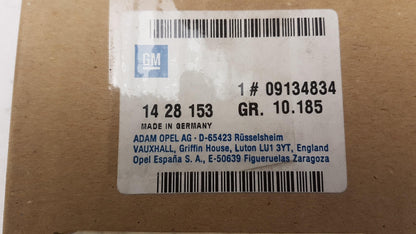 GM
1 # 09134834
14 28 153 GR. 10.185
MADE IN GERMANY
ADAM OPEL AG - D-65423 Rüsselsheim
VAUXHALL, Griffin House, Luton LU1 3YT, England
Opel España S. A., E-50639 Figueruelas Zaragoza